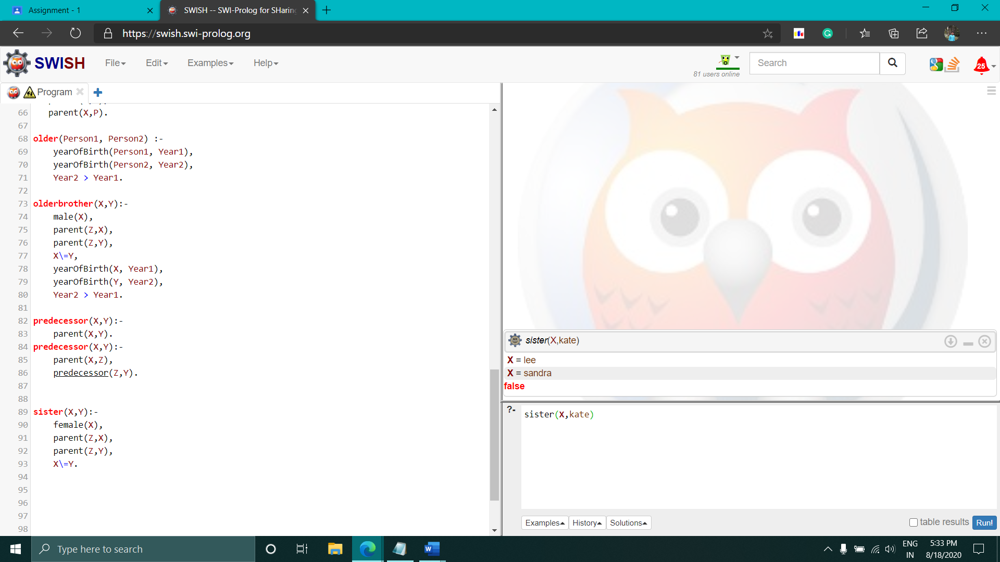 Assignment - 1
SWISH -- SWI-Prolog for SHaring
https://swish.swi-prolog.org
SWISH
File
Edit
Examples
Help
81 users online
Search
25
Program
66 parent(X,P).
67
68 older(Person1, Person2) :-
69 yearOfBirth(Person1, Year1),
70 yearOfBirth(Person2, Year2),
71 Year2 > Year1.
72
73 olderbrother(X,Y):-
74 male(X),
75 parent(Z,X),
76 parent(Z,Y),
77 X\=Y,
78 yearOfBirth(X, Year1),
79 yearOfBirth(Y, Year2),
80 Year2 > Year1.
81
82 predecessor(X,Y):-
83 parent(X,Y).
84 predecessor(X,Y):-
85 parent(X,Z),
86 predecessor(Z,Y).
87
88
89 sister(X,Y):-
90 female(X),
91 parent(Z,X),
92 parent(Z,Y),
93 X\=Y.
94
95
96
97
98
sister(X,kate)
X = lee
X = sandra
false
?- sister(X,kate)
Examples
History
Solutions
table results
Run!
Type here to search
ENG
IN
5:33 PM
8/18/2020